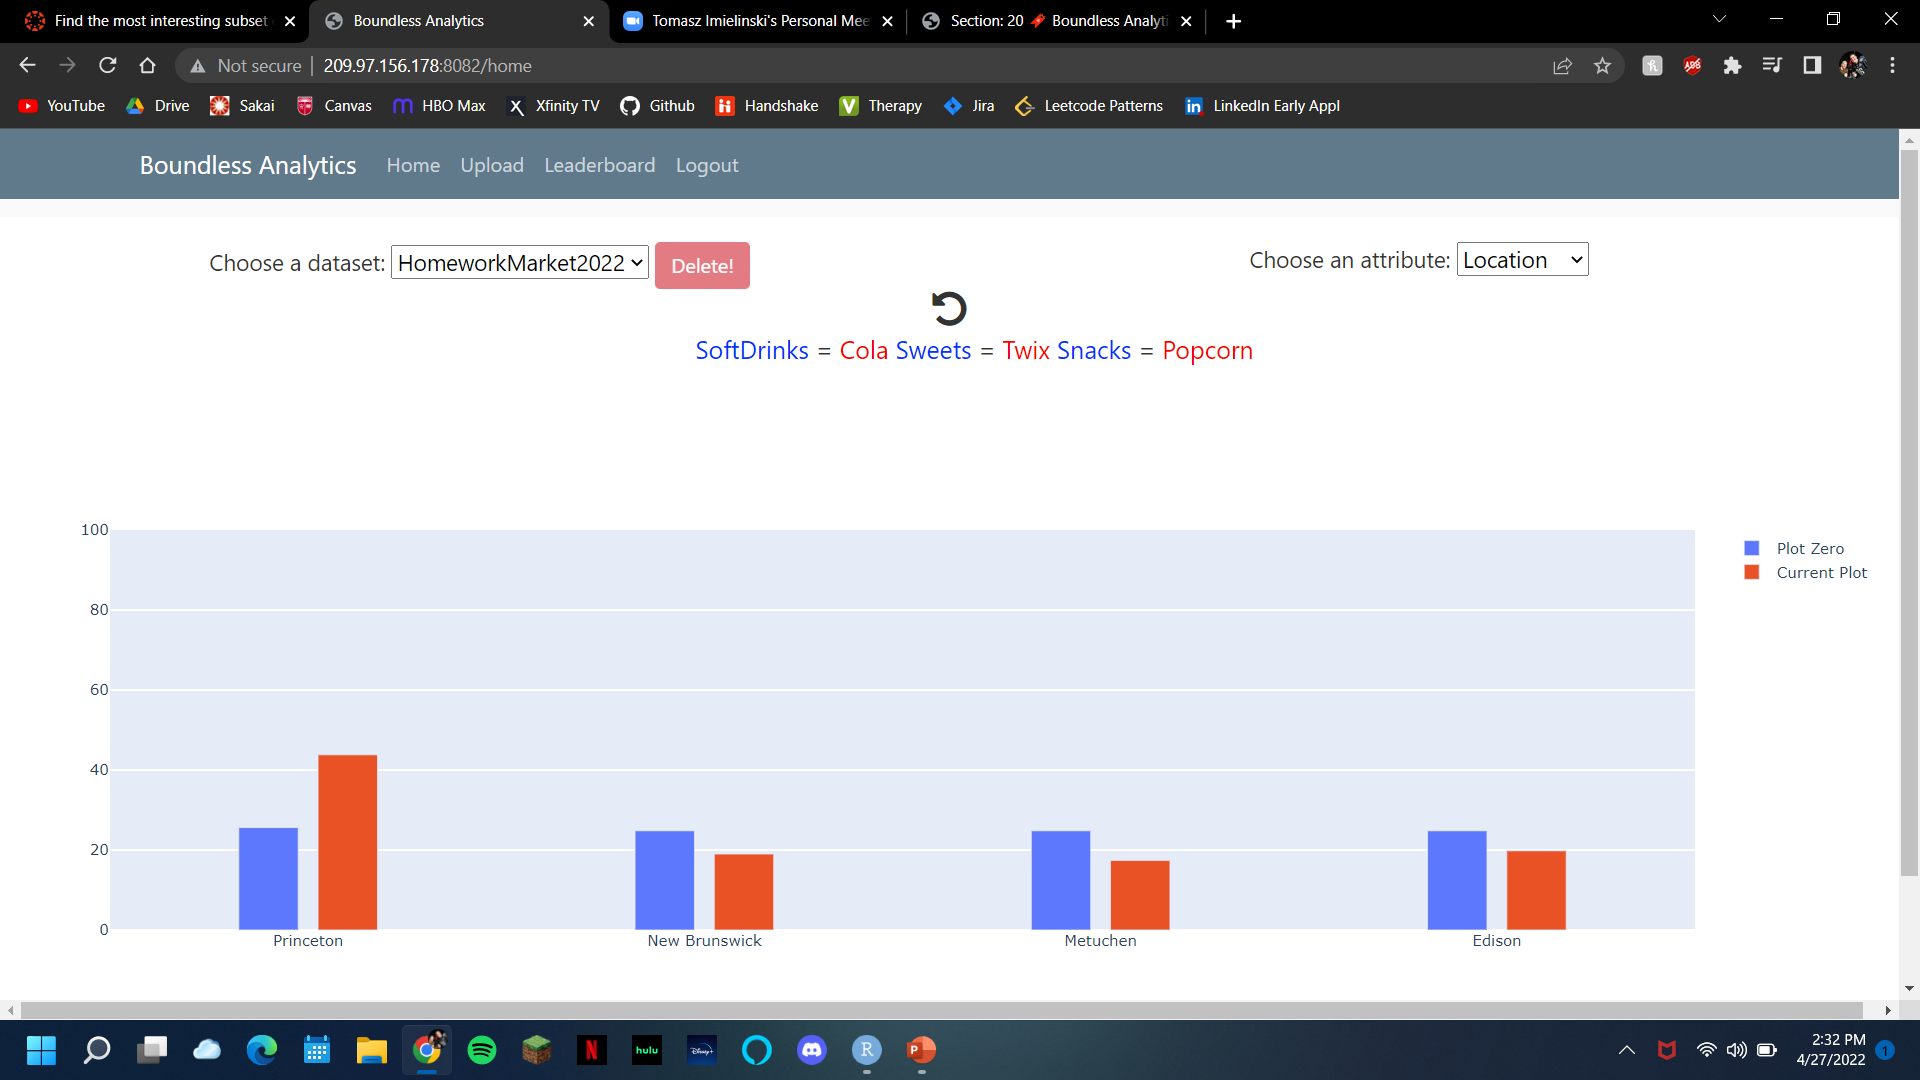 Find the most interesting subset
Boundless Analytics
Tomasz Imielinski's Personal Mee
Section: 20 Boundless Analyti
Not secure 209.97.156.178:8082/home
YouTube Drive Sakai Canvas HBO Max Xfinity TV Github Handshake Therapy Jira Leetcode Patterns LinkedIn Early Appl
Boundless Analytics Home Upload Leaderboard Logout
Choose a dataset: HomeworkMarket2022 Delete! Choose an attribute: Location
SoftDrinks = Cola Sweets = Twix Snacks = Popcorn
100
80
60
40
20
0
Princeton New Brunswick Metuchen Edison
Plot Zero
Current Plot
hulu
Disney+
2:32 PM
4/27/2022
1